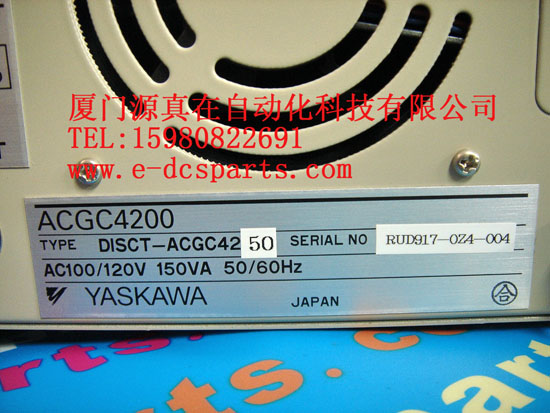 厦门源真在自动化科技有限公司
TEL:15980822691
www.e-dcsparts.com
ACGC4200
TYPE DISCT-ACGC42 50 SERIAL NO RUD917-0Z4-004
AC100/120V 150VA 50/60Hz
YASKAWA JAPAN 合